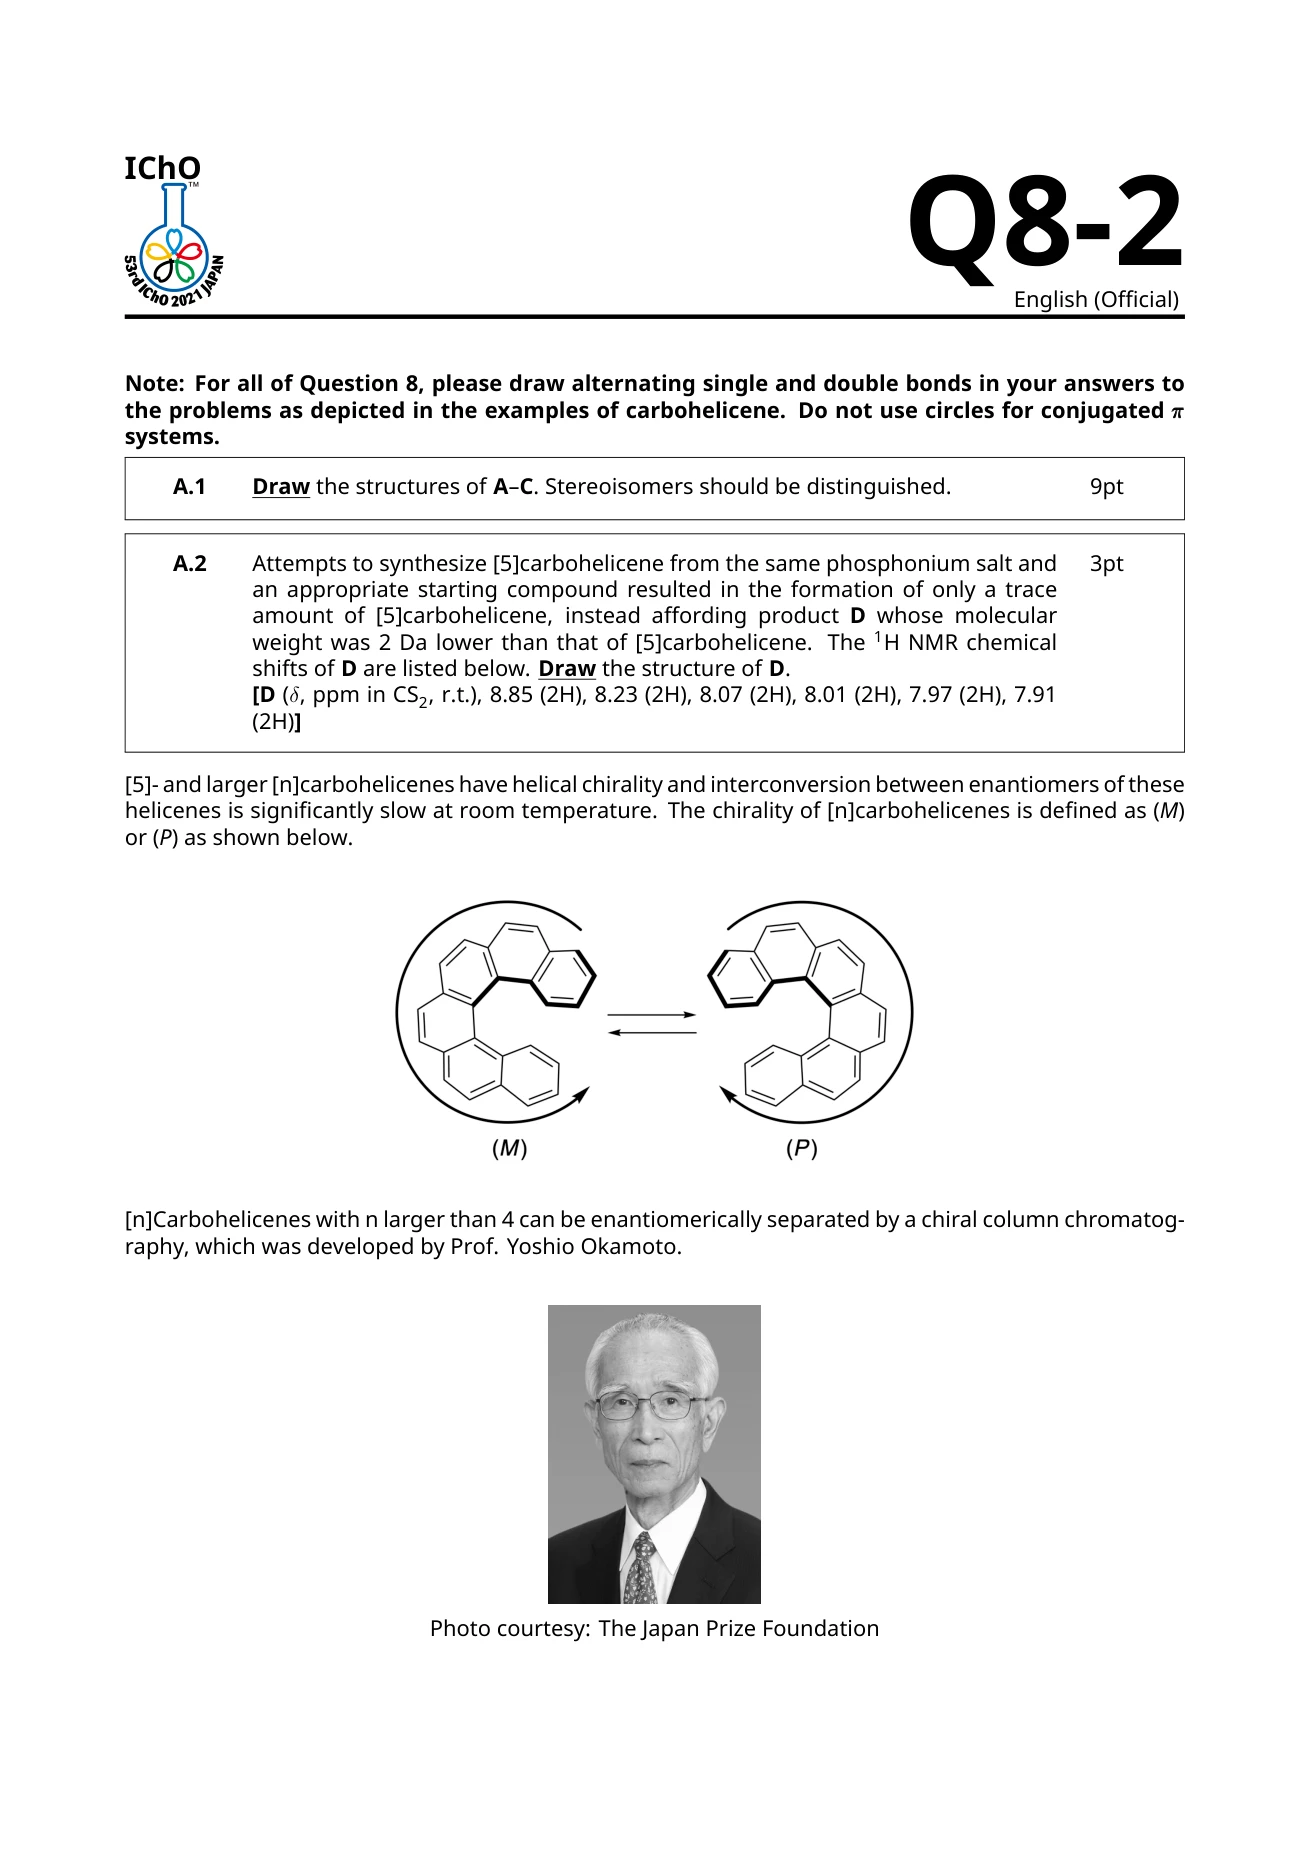 IChO
TM
53rd IChO 2021 JAPAN
Q8-2
English (Official)
Note: For all of Question 8, please draw alternating single and double bonds in your answers to
the problems as depicted in the examples of carbohelicene. Do not use circles for conjugated π
systems.
A.1 Draw the structures of A–C. Stereoisomers should be distinguished. 9pt
A.2 Attempts to synthesize [5]carbohelicene from the same phosphonium salt and 3pt
an appropriate starting compound resulted in the formation of only a trace
amount of [5]carbohelicene, instead affording product D whose molecular
weight was 2 Da lower than that of [5]carbohelicene. The ¹H NMR chemical
shifts of D are listed below. Draw the structure of D.
[D (δ, ppm in CS₂, r.t.), 8.85 (2H), 8.23 (2H), 8.07 (2H), 8.01 (2H), 7.97 (2H), 7.91
(2H)]
[5]- and larger [n]carbohelicenes have helical chirality and interconversion between enantiomers of these
helicenes is significantly slow at room temperature. The chirality of [n]carbohelicenes is defined as (M)
or (P) as shown below.
(M) (P)
[n]Carbohelicenes with n larger than 4 can be enantiomerically separated by a chiral column chromatog-
raphy, which was developed by Prof. Yoshio Okamoto.
Photo courtesy: The Japan Prize Foundation